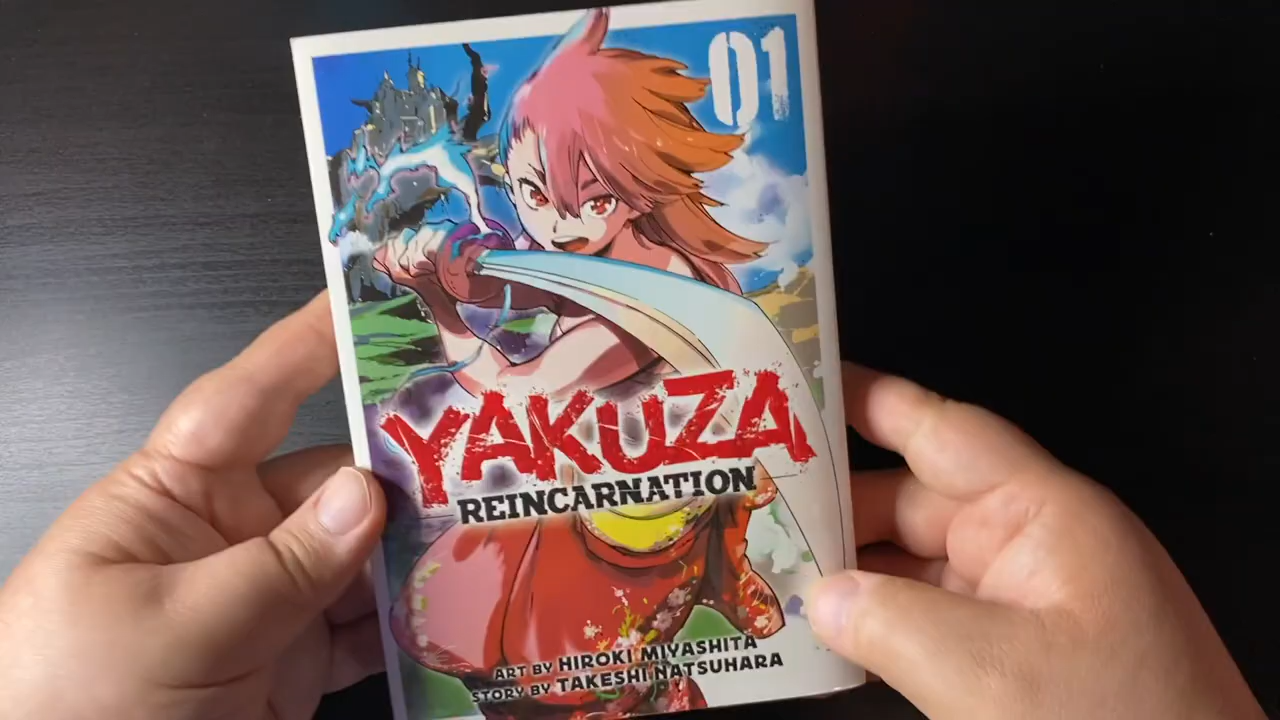 01
YAKUZA
REINCARNATION
ART BY HIROKI MIYASHITA
STORY BY TAKESHI NATSUHARA